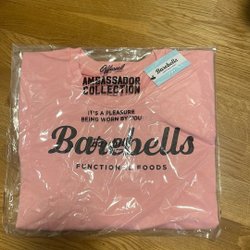 Official
AMBASSADOR
COLLECTION
Barebells
IT'S A PLEASURE
BEING WORN BY YOU
Barebells
FUNCTIONAL FOODS